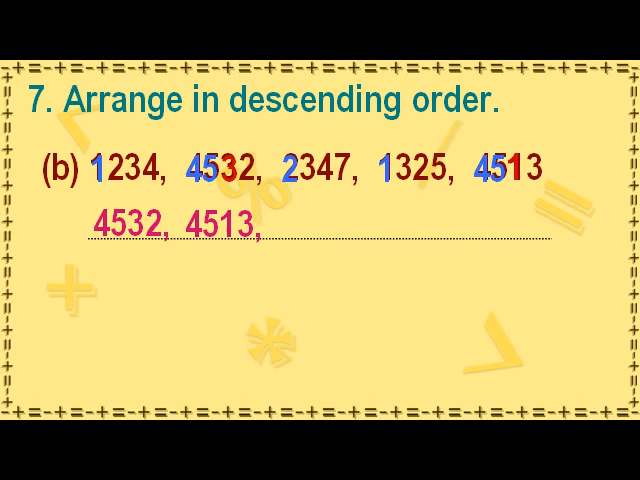 7. Arrange in descending order.
(b) 1234, 4532, 2347, 1325, 4513
4532, 4513,